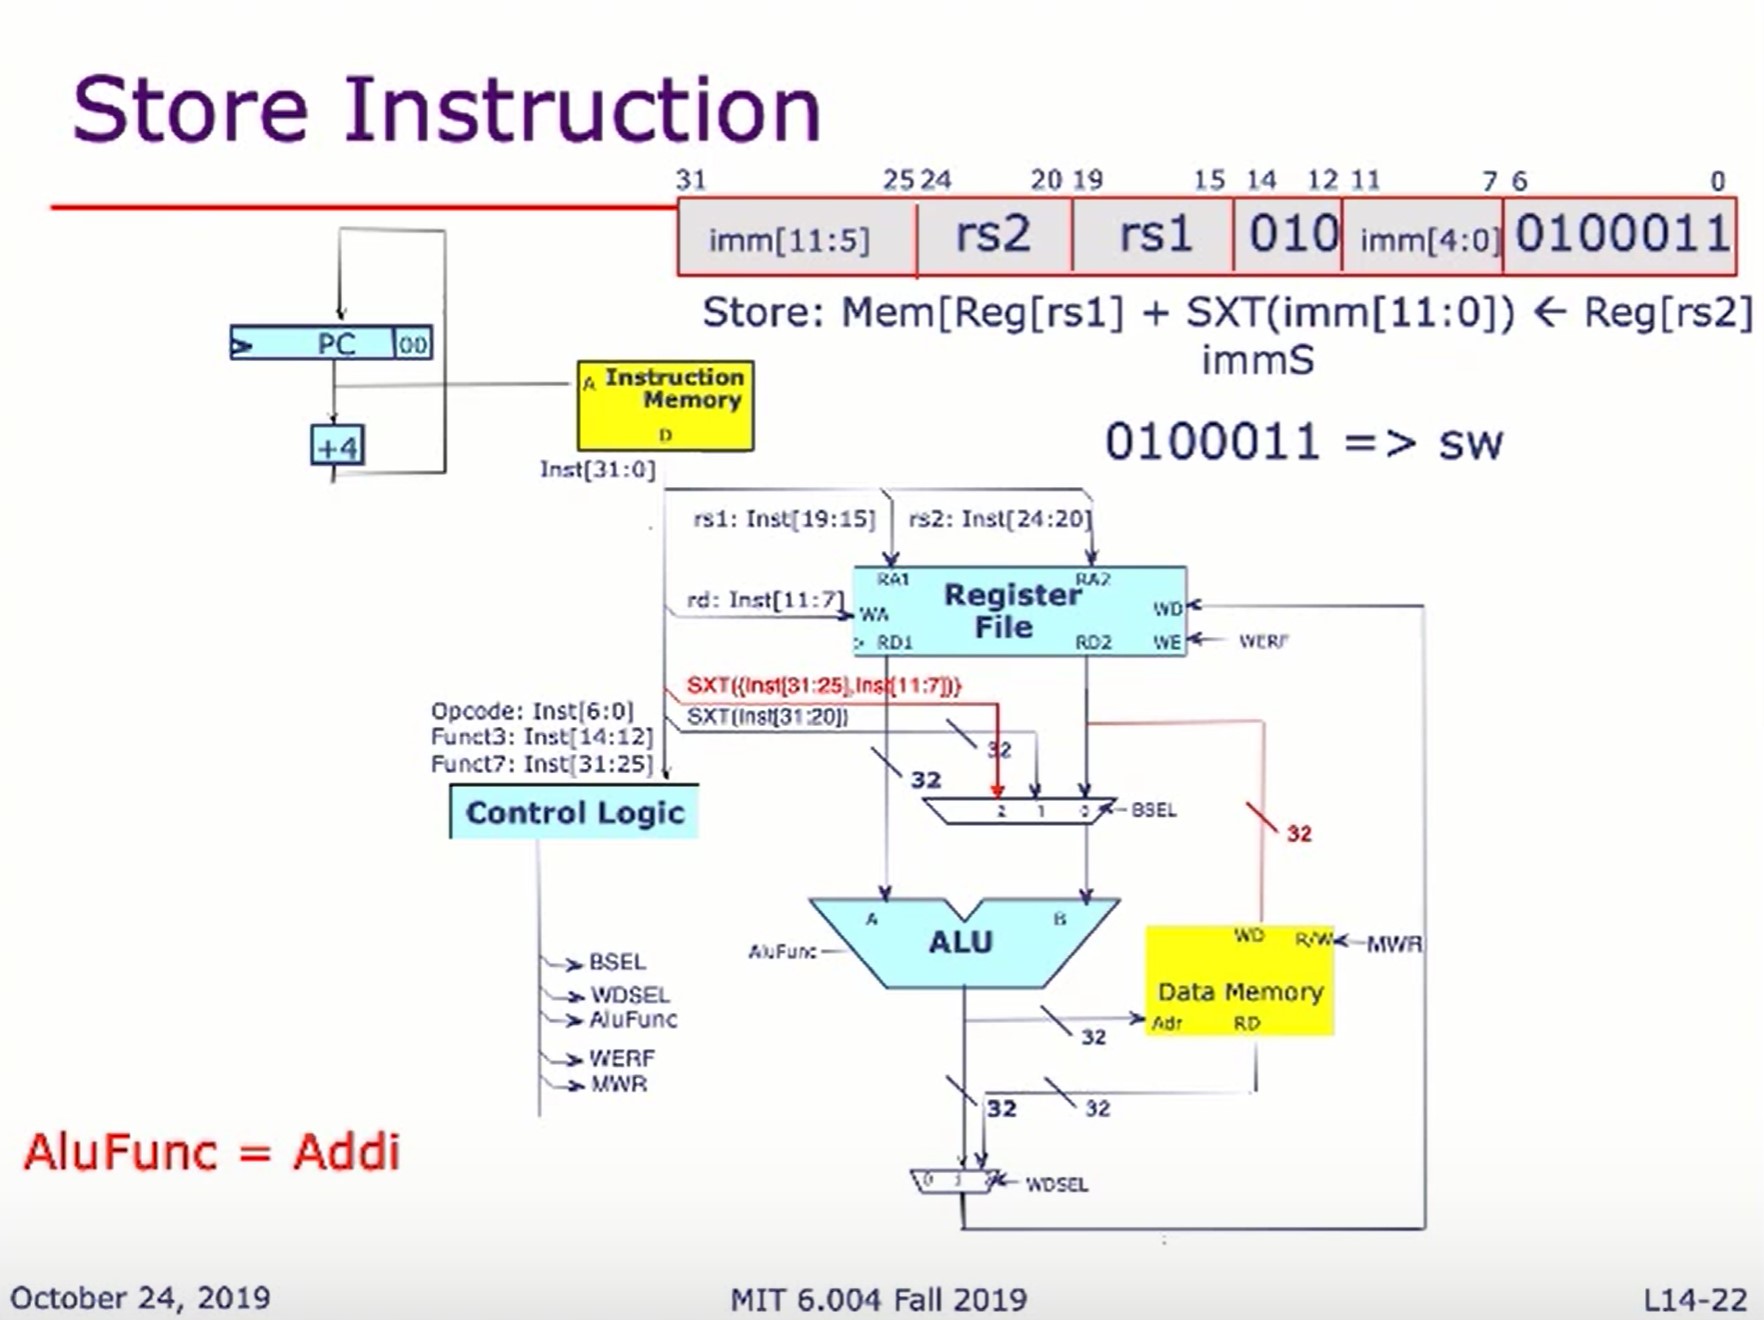 Store Instruction
31 25 24 20 19 15 14 12 11 7 6 0
imm[11:5] rs2 rs1 010 imm[4:0] 0100011
Store: Mem[Reg[rs1] + SXT(imm[11:0]) ← Reg[rs2]
immS
0100011 => sw
PC 00
+4
A Instruction
Memory
D
Inst[31:0]
rs1: Inst[19:15] rs2: Inst[24:20]
RA1 RA2
rd: Inst[11:7]
WA Register WD
File
RD1 RD2 WE WERF
SXT({Inst[31:25],Inst[11:7]})
SXT(Inst[31:20])
32
32
Opcode: Inst[6:0]
Funct3: Inst[14:12]
Funct7: Inst[31:25]
Control Logic
2 1 0 BSEL
32
A B
ALU
AluFunc
WD R/W MWR
Data Memory
Adr RD
32
BSEL
WDSEL
AluFunc
WERF
MWR
32 32
0 1 WDSEL
AluFunc = Addi
October 24, 2019 MIT 6.004 Fall 2019 L14-22